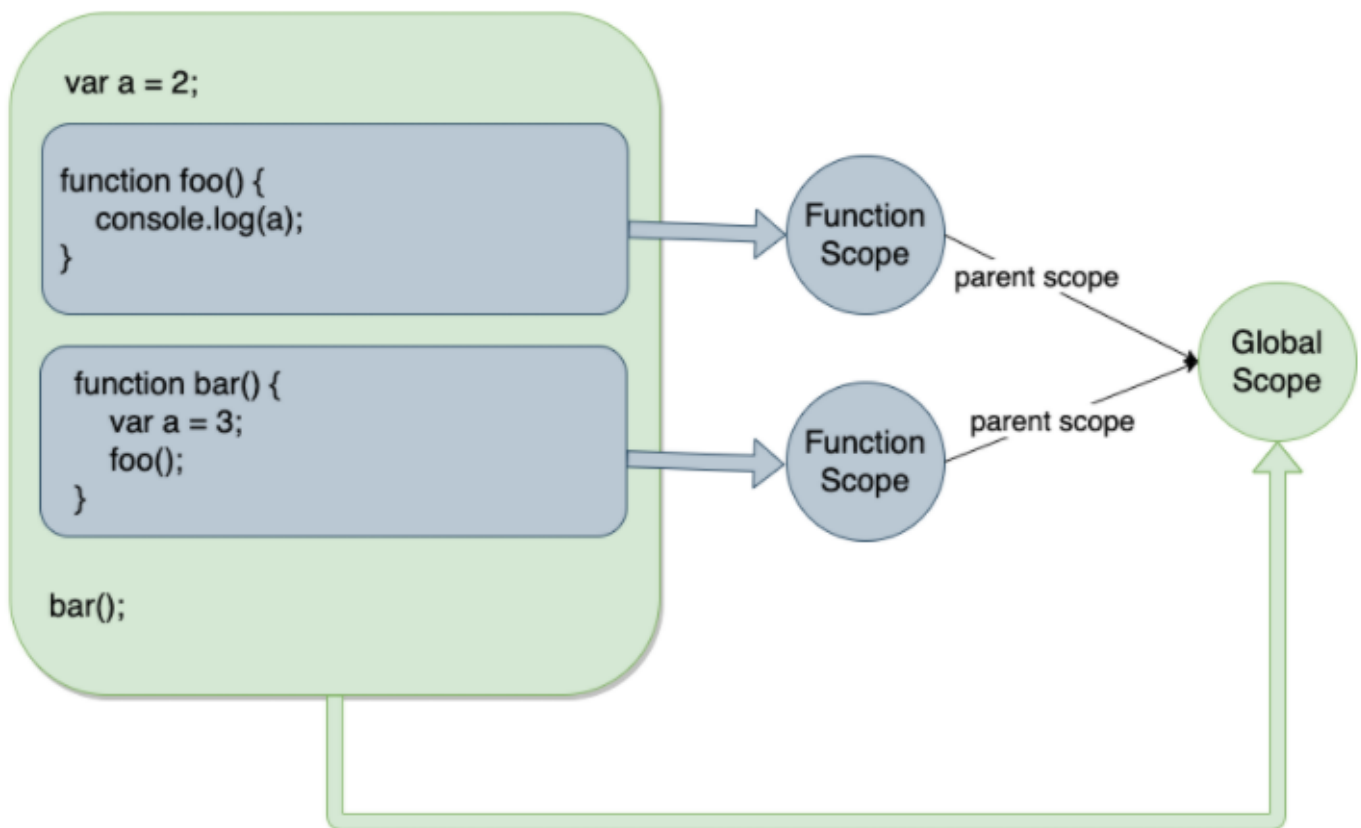 var a = 2;
function foo() {
console.log(a);
}
function bar() {
var a = 3;
foo();
}
bar();
Function
Scope
parent scope
Function
Scope
parent scope
Global
Scope